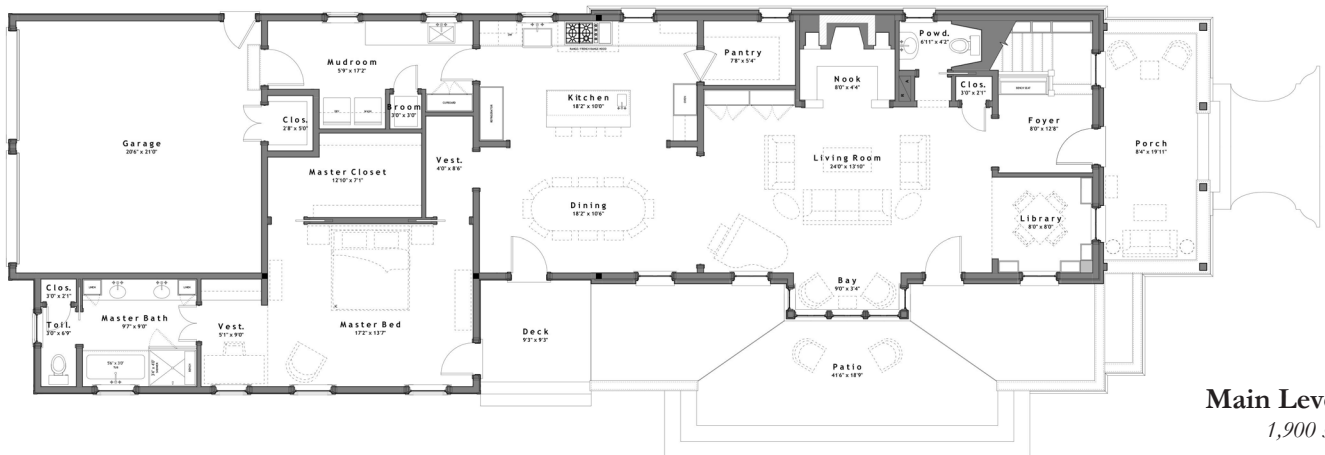 Garage
20'6" x 21'0"
Mudroom
5'9" x 17'2"
Clos.
2'8" x 5'0"
Broom
3'0" x 3'0"
Pantry
7'8" x 5'4"
Kitchen
18'2" x 10'0"
Nook
8'0" x 4'4"
Powd.
6'11" x 4'2"
Clos.
3'0" x 2'1"
Foyer
8'0" x 12'8"
Porch
8'4" x 19'11"
Master Closet
12'10" x 7'1"
Vest.
4'0" x 8'6"
Living Room
24'0" x 13'10"
Dining
18'2" x 10'6"
Library
8'0" x 8'0"
Clos.
3'0" x 2'1"
Toil.
3'0" x 6'9"
LINEN
LINEN
Master Bath
9'7" x 9'0"
Vest.
5'1" x 9'0"
Master Bed
17'2" x 13'7"
Deck
9'3" x 9'3"
Bay
9'0" x 3'4"
Patio
41'6" x 18'9"
Main Lev
1,900